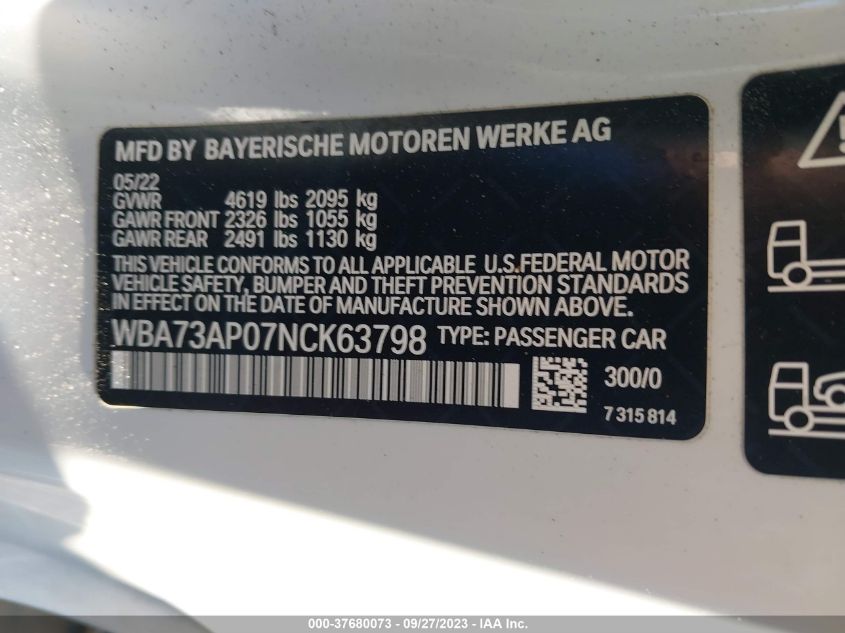 MFD BY BAYERISCHE MOTOREN WERKE AG
05/22
GVWR 4619 lbs 2095 kg
GAWR FRONT 2326 lbs 1055 kg
GAWR REAR 2491 lbs 1130 kg
THIS VEHICLE CONFORMS TO ALL APPLICABLE U.S.FEDERAL MOTOR
VEHICLE SAFETY, BUMPER AND THEFT PREVENTION STANDARDS
IN EFFECT ON THE DATE OF MANUFACTURE SHOWN ABOVE.
WBA73AP07NCK63798 TYPE: PASSENGER CAR
300/0
7 315 814
000-37680073 - 09/27/2023 - IAA Inc.